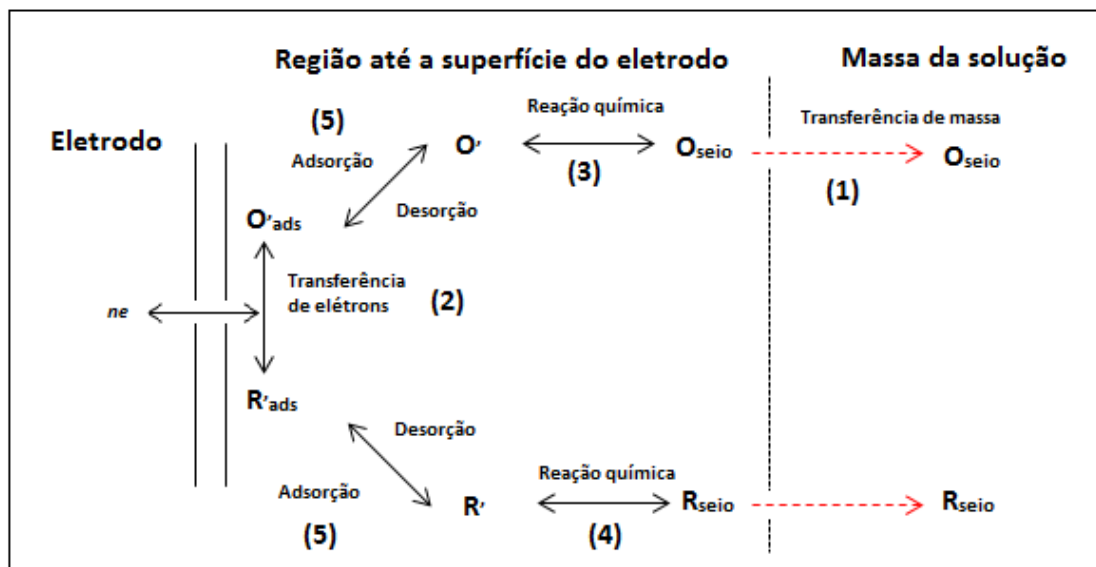 Região até a superfície do eletrodo
Massa da solução
Eletrodo
(5)
Adsorção
Desorção
O'
Reação química
(3)
Oseio
Transferência de massa
(1)
Oseio
O'ads
ne
Transferência
de elétrons
(2)
R'ads
Desorção
Adsorção
(5)
R'
Reação química
(4)
Rseio
Rseio